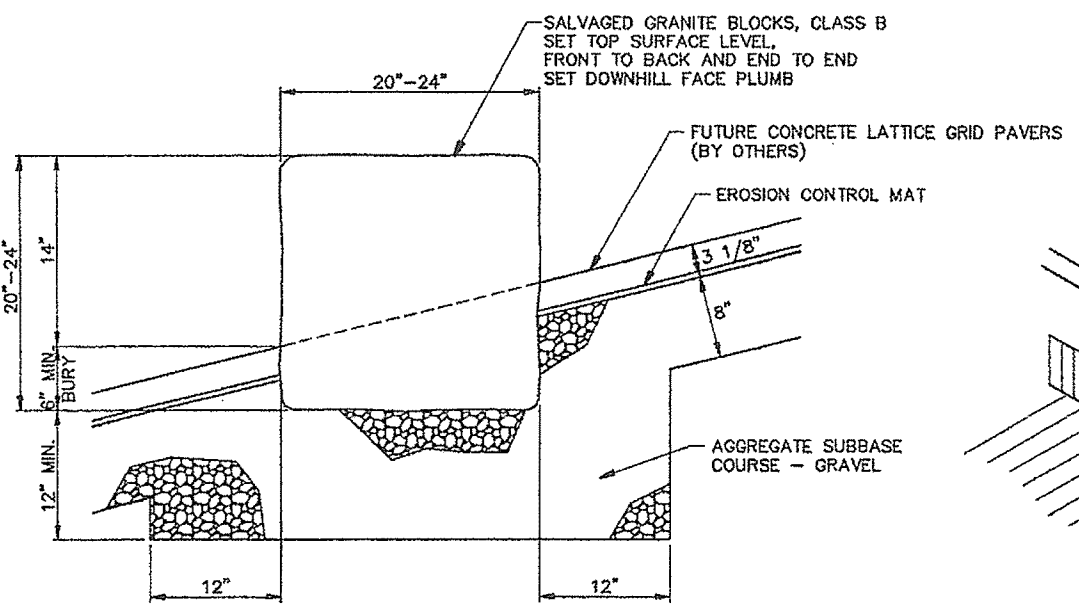 SALVAGED GRANITE BLOCKS, CLASS B
SET TOP SURFACE LEVEL,
FRONT TO BACK AND END TO END
SET DOWNHILL FACE PLUMB
20"-24"
FUTURE CONCRETE LATTICE GRID PAVERS
(BY OTHERS)
EROSION CONTROL MAT
3 1/8"
8"
20"-24"
14"
6" MIN.
BURY
12" MIN.
AGGREGATE SUBBASE
COURSE - GRAVEL
12"
12"